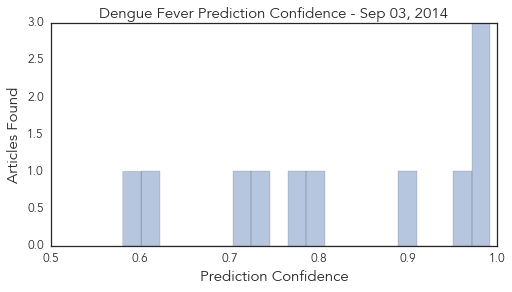 Dengue Fever Prediction Confidence - Sep 03, 2014
3.0
2.5
2.0
1.5
1.0
0.5
0.0
Articles Found
0.5 0.6 0.7 0.8 0.9 1.0
Prediction Confidence